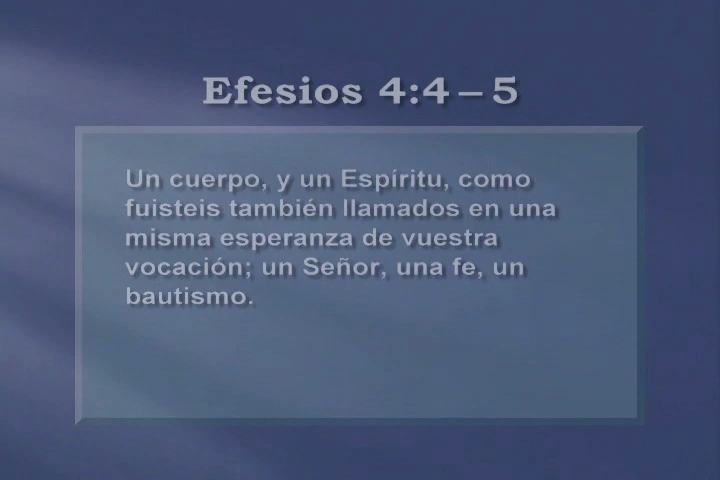 Efesios 4:4 – 5
Un cuerpo, y un Espíritu, como
fuisteis también llamados en una
misma esperanza de vuestra
vocación; un Señor, una fe, un
bautismo.